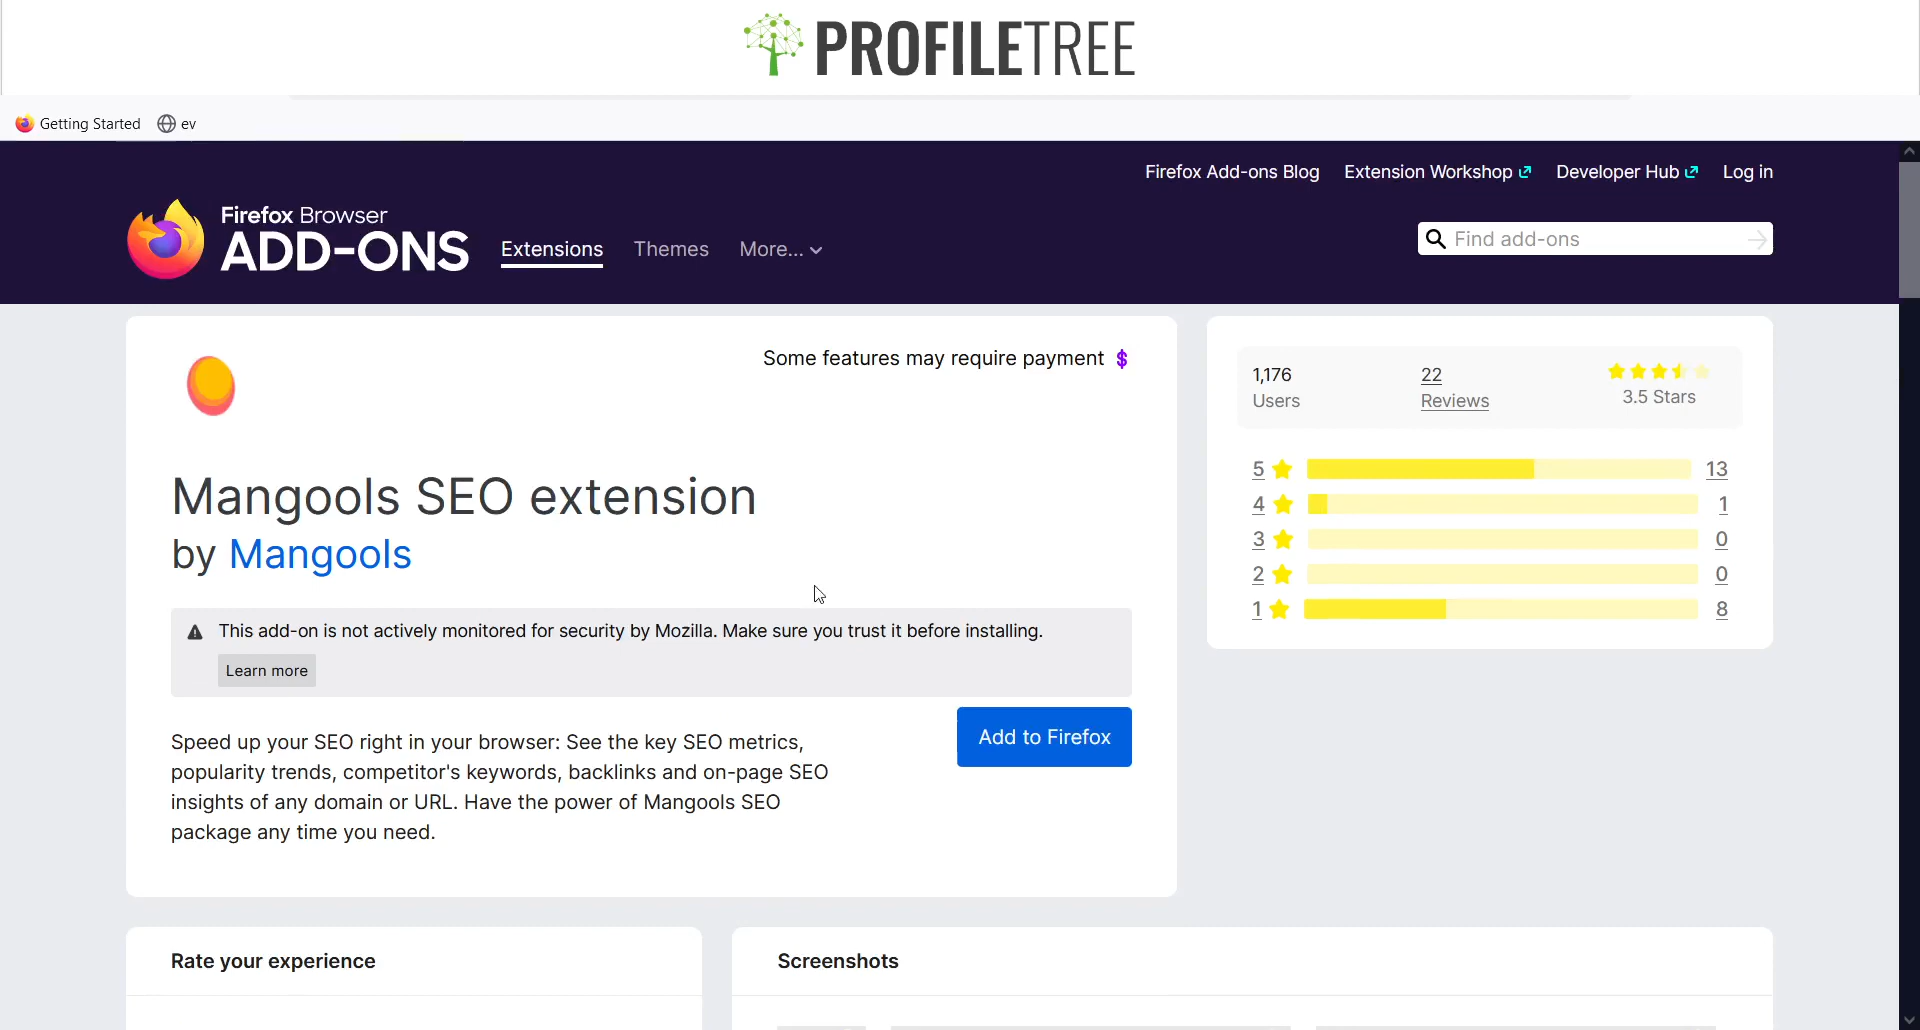 PROFILETREE
Getting Started ev
Firefox Add-ons Blog Extension Workshop Developer Hub Log in
Firefox Browser
ADD-ONS
Extensions Themes More...
Find add-ons
Some features may require payment $
Mangools SEO extension
by Mangools
This add-on is not actively monitored for security by Mozilla. Make sure you trust it before installing.
Learn more
Speed up your SEO right in your browser: See the key SEO metrics,
popularity trends, competitor's keywords, backlinks and on-page SEO
insights of any domain or URL. Have the power of Mangools SEO
package any time you need.
Add to Firefox
1,176 22
Users Reviews 3.5 Stars
5 13
4 1
3 0
2 0
1 8
Rate your experience
Screenshots